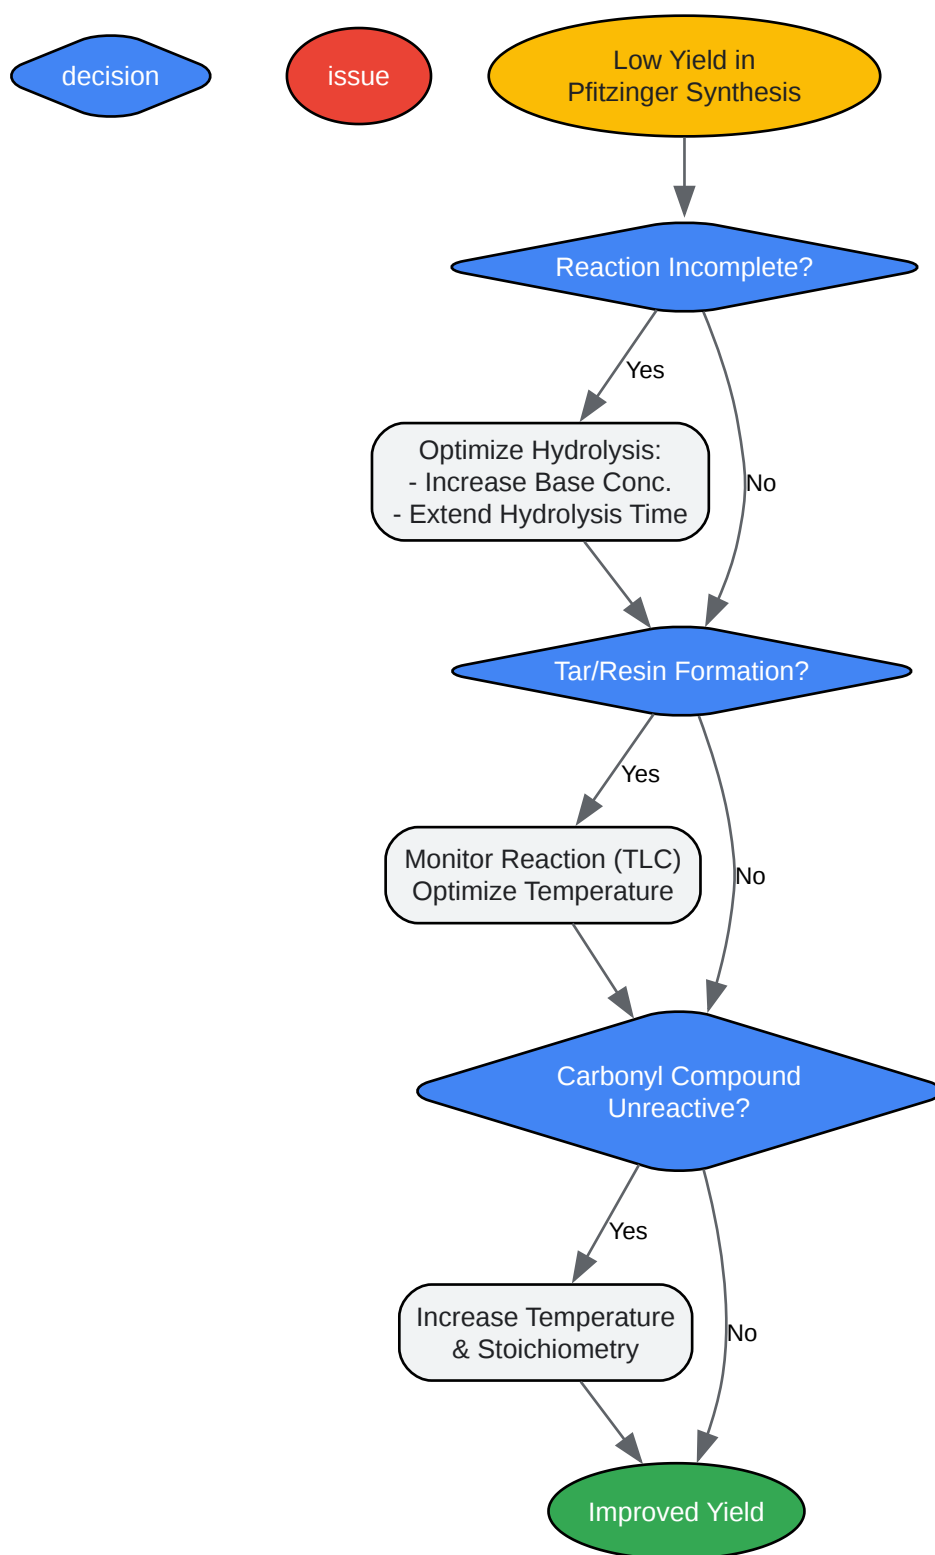 decision
issue
Low Yield in
Pfitzinger Synthesis
Reaction Incomplete?
Yes
No
Optimize Hydrolysis:
- Increase Base Conc.
- Extend Hydrolysis Time
Tar/Resin Formation?
Yes
No
Monitor Reaction (TLC)
Optimize Temperature
Carbonyl Compound
Unreactive?
Yes
No
Increase Temperature
& Stoichiometry
Improved Yield